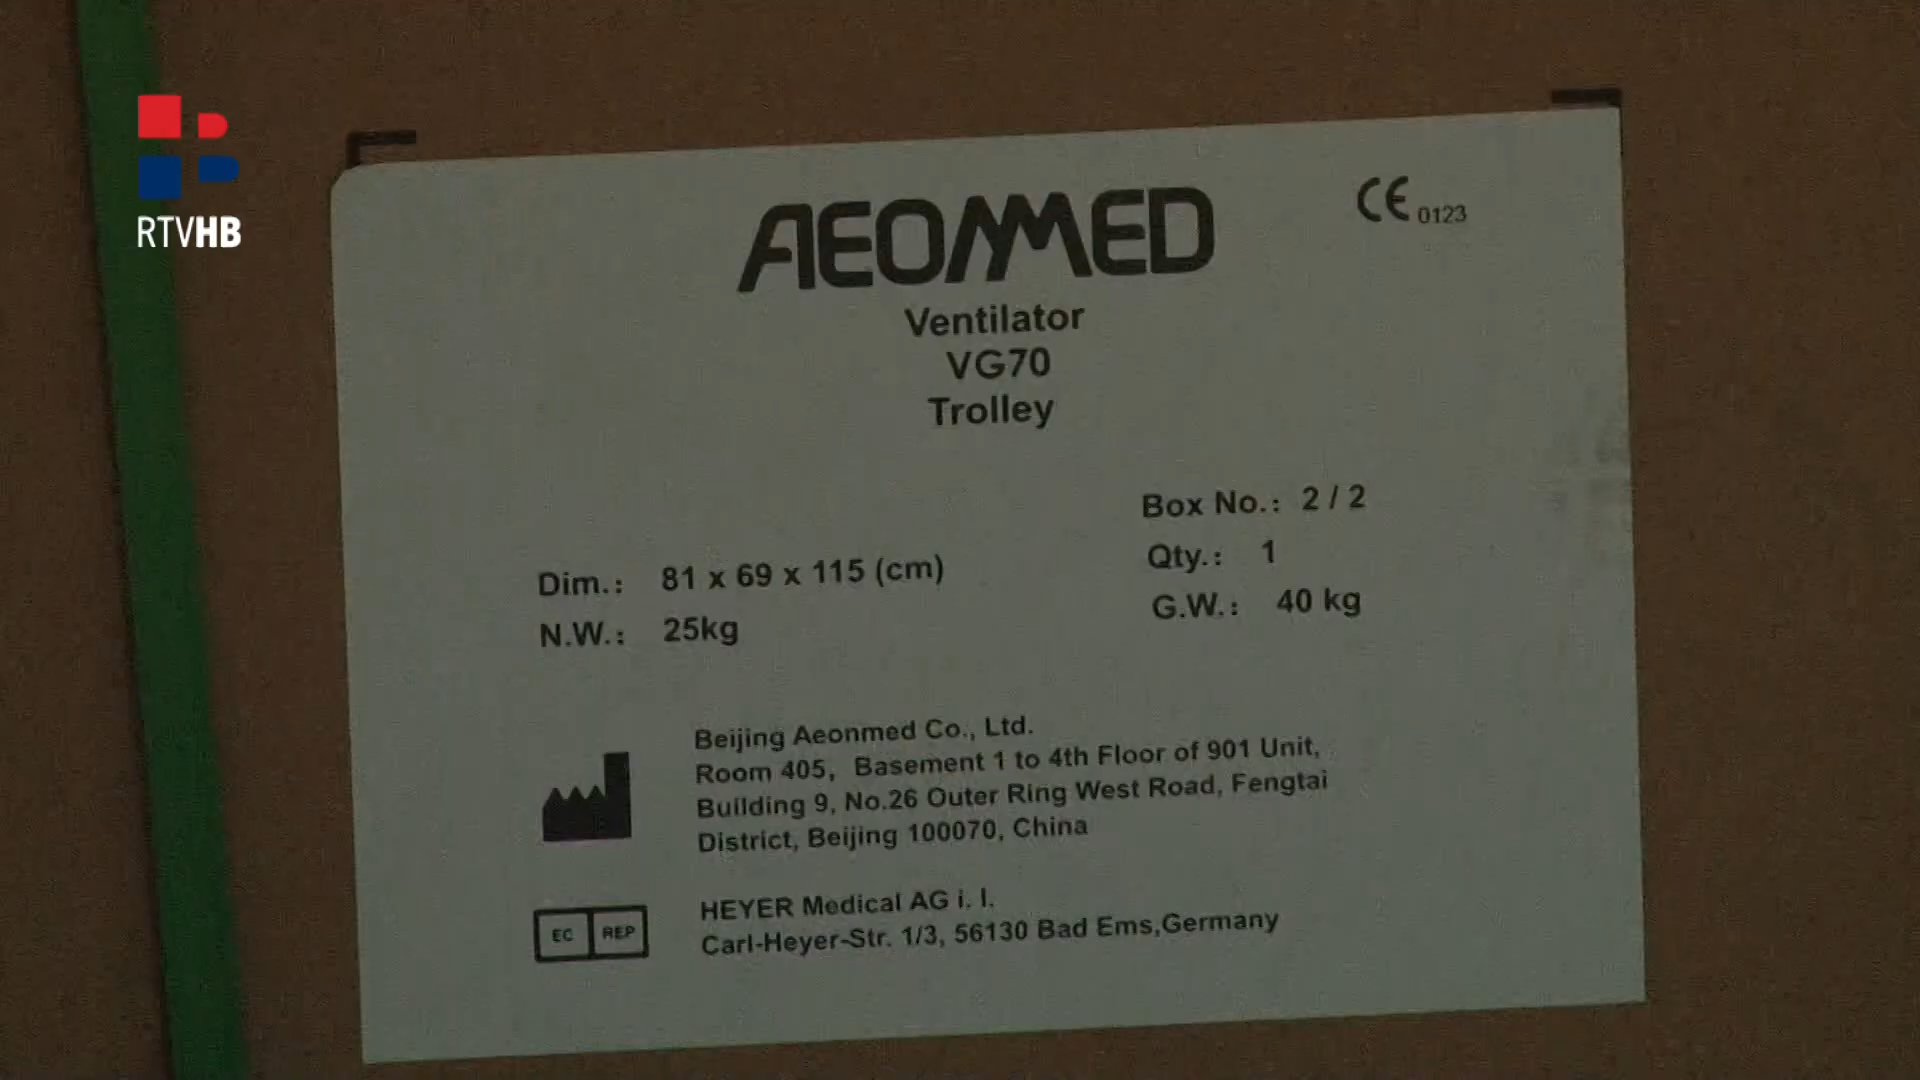 RTVHB
AEONMED
CE 0123
Ventilator
VG70
Trolley
Box No.: 2 / 2
Dim.: 81 x 69 x 115 (cm)
Qty.: 1
N.W.: 25kg
G.W.: 40 kg
Beijing Aeonmed Co., Ltd.
Room 405, Basement 1 to 4th Floor of 901 Unit,
Building 9, No.26 Outer Ring West Road, Fengtai
District, Beijing 100070, China
HEYER Medical AG i. I.
EC REP
Carl-Heyer-Str. 1/3, 56130 Bad Ems,Germany